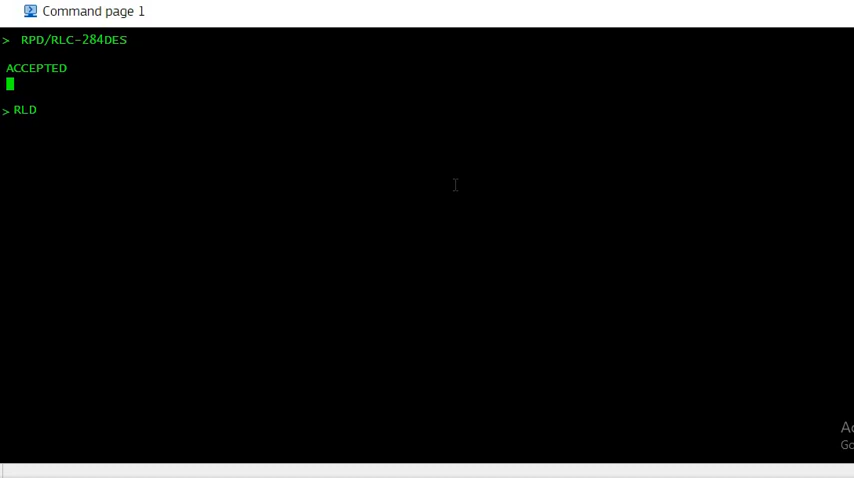 Command page 1
> RPD/RLC-284DES
ACCEPTED
> RLD